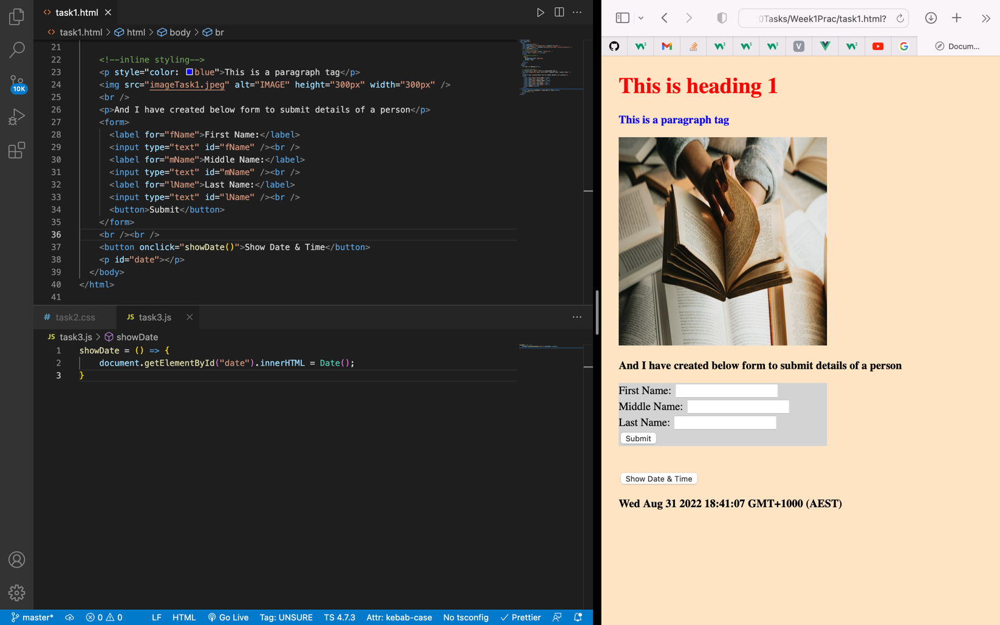 task1.html
task1.html > html > body > br
21
22 <!--inline styling-->
23 <p style="color: blue">This is a paragraph tag</p>
24 <img src="imageTask1.jpeg" alt="IMAGE" height="300px" width="300px" />
25 <br />
26 <p>And I have created below form to submit details of a person</p>
27 <form>
28 <label for="fName">First Name:</label>
29 <input type="text" id="fName" /><br />
30 <label for="mName">Middle Name:</label>
31 <input type="text" id="mName" /><br />
32 <label for="lName">Last Name:</label>
33 <input type="text" id="lName" /><br />
34 <button>Submit</button>
35 </form>
36 <br /><br />
37 <button onclick="showDate()">Show Date & Time</button>
38 <p id="date"></p>
39 </body>
40 </html>
41
10K
# task2.css
JS task3.js
JS task3.js > showDate
1 showDate = () => {
2 document.getElementById("date").innerHTML = Date();
3 }
master* 0 0 LF HTML Go Live Tag: UNSURE TS 4.7.3 Attr: kebab-case No tsconfig Prettier
0Tasks/Week1Prac/task1.html?
Docum...
This is heading 1
This is a paragraph tag
And I have created below form to submit details of a person
First Name:
Middle Name:
Last Name:
Submit
Show Date & Time
Wed Aug 31 2022 18:41:07 GMT+1000 (AEST)